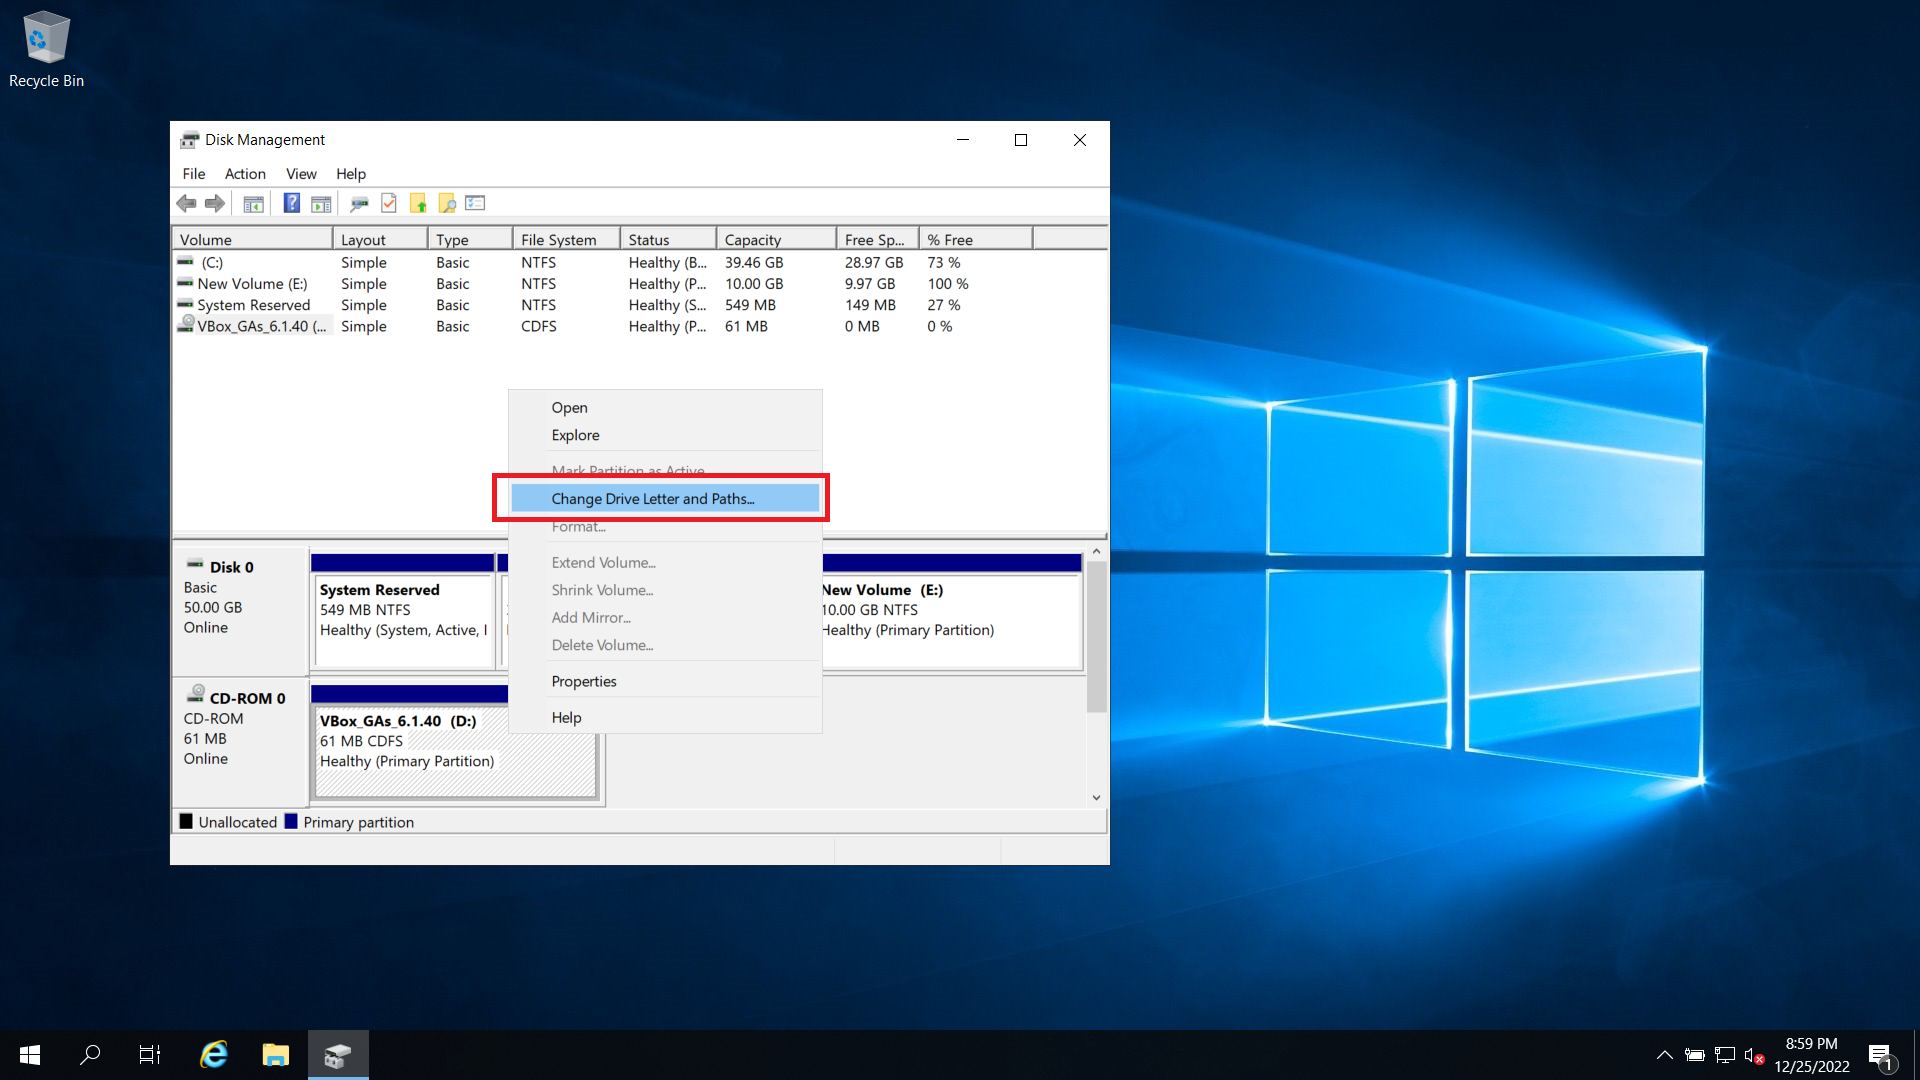 Recycle Bin
Disk Management
File Action View Help
Volume Layout Type File System Status Capacity Free Sp... % Free
(C:) Simple Basic NTFS Healthy (B... 39.46 GB 28.97 GB 73 %
New Volume (E:) Simple Basic NTFS Healthy (P... 10.00 GB 9.97 GB 100 %
System Reserved Simple Basic NTFS Healthy (S... 549 MB 149 MB 27 %
VBox_GAs_6.1.40 (... Simple Basic CDFS Healthy (P... 61 MB 0 MB 0 %
Open
Explore
Mark Partition as Active
Change Drive Letter and Paths...
Format...
Extend Volume...
Shrink Volume...
Add Mirror...
Delete Volume...
Properties
Help
Disk 0
Basic
50.00 GB
Online
System Reserved
549 MB NTFS
Healthy (System, Active, I
New Volume (E:)
10.00 GB NTFS
Healthy (Primary Partition)
CD-ROM 0
CD-ROM
61 MB
Online
VBox_GAs_6.1.40 (D:)
61 MB CDFS
Healthy (Primary Partition)
Unallocated Primary partition
8:59 PM
12/25/2022
1